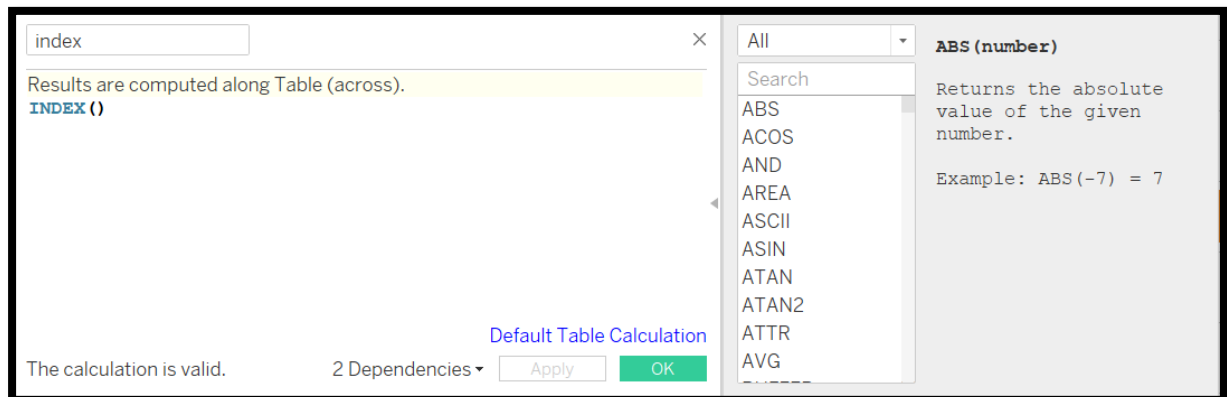 index
Results are computed along Table (across).
INDEX()
Default Table Calculation
The calculation is valid.
2 Dependencies
Apply
OK
All
Search
ABS
ACOS
AND
AREA
ASCII
ASIN
ATAN
ATAN2
ATTR
AVG
ABS(number)
Returns the absolute
value of the given
number.
Example: ABS(-7) = 7